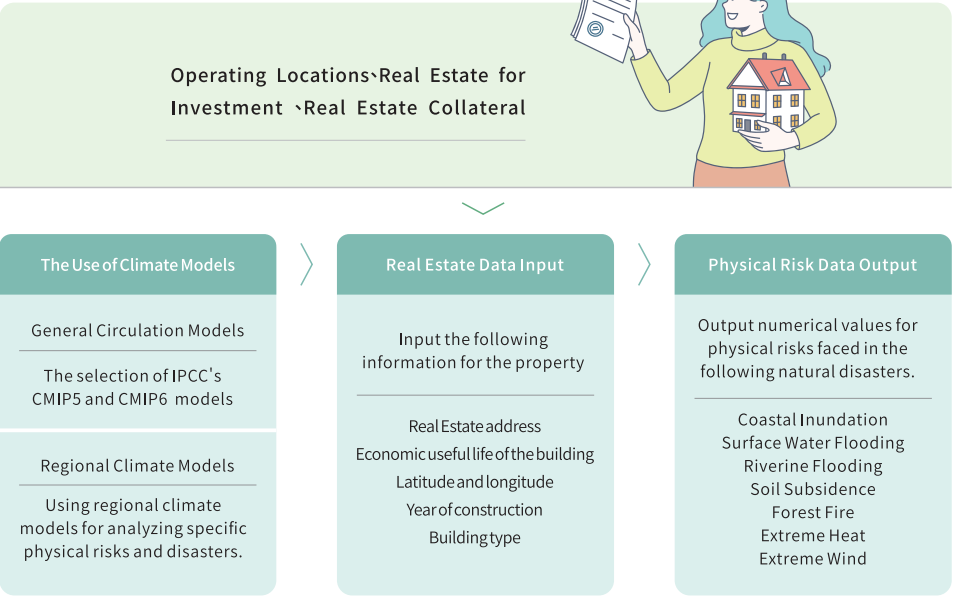 Operating Locations、Real Estate for
Investment 、Real Estate Collateral
The Use of Climate Models
General Circulation Models
The selection of IPCC's
CMIP5 and CMIP6 models
Regional Climate Models
Using regional climate
models for analyzing specific
physical risks and disasters.
Real Estate Data Input
Input the following
information for the property
Real Estate address
Economic useful life of the building
Latitude and longitude
Year of construction
Building type
Physical Risk Data Output
Output numerical values for
physical risks faced in the
following natural disasters.
Coastal Inundation
Surface Water Flooding
Riverine Flooding
Soil Subsidence
Forest Fire
Extreme Heat
Extreme Wind